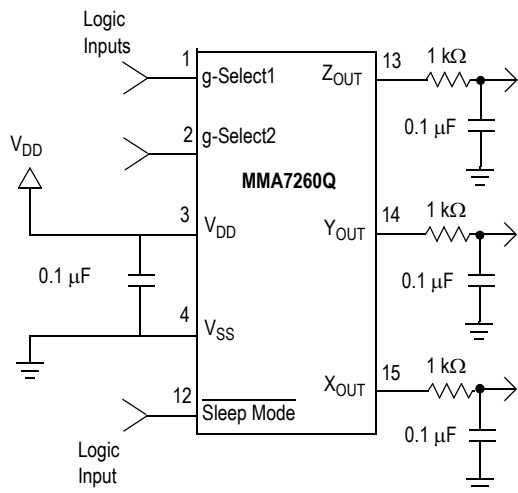 Logic
Inputs
1
g-Select1
2
g-Select2
MMA7260Q
V_DD
3
V_DD
0.1 μF
4
V_SS
12
Sleep Mode
Logic
Input
Z_OUT
13
1 kΩ
0.1 μF
Y_OUT
14
1 kΩ
0.1 μF
X_OUT
15
1 kΩ
0.1 μF